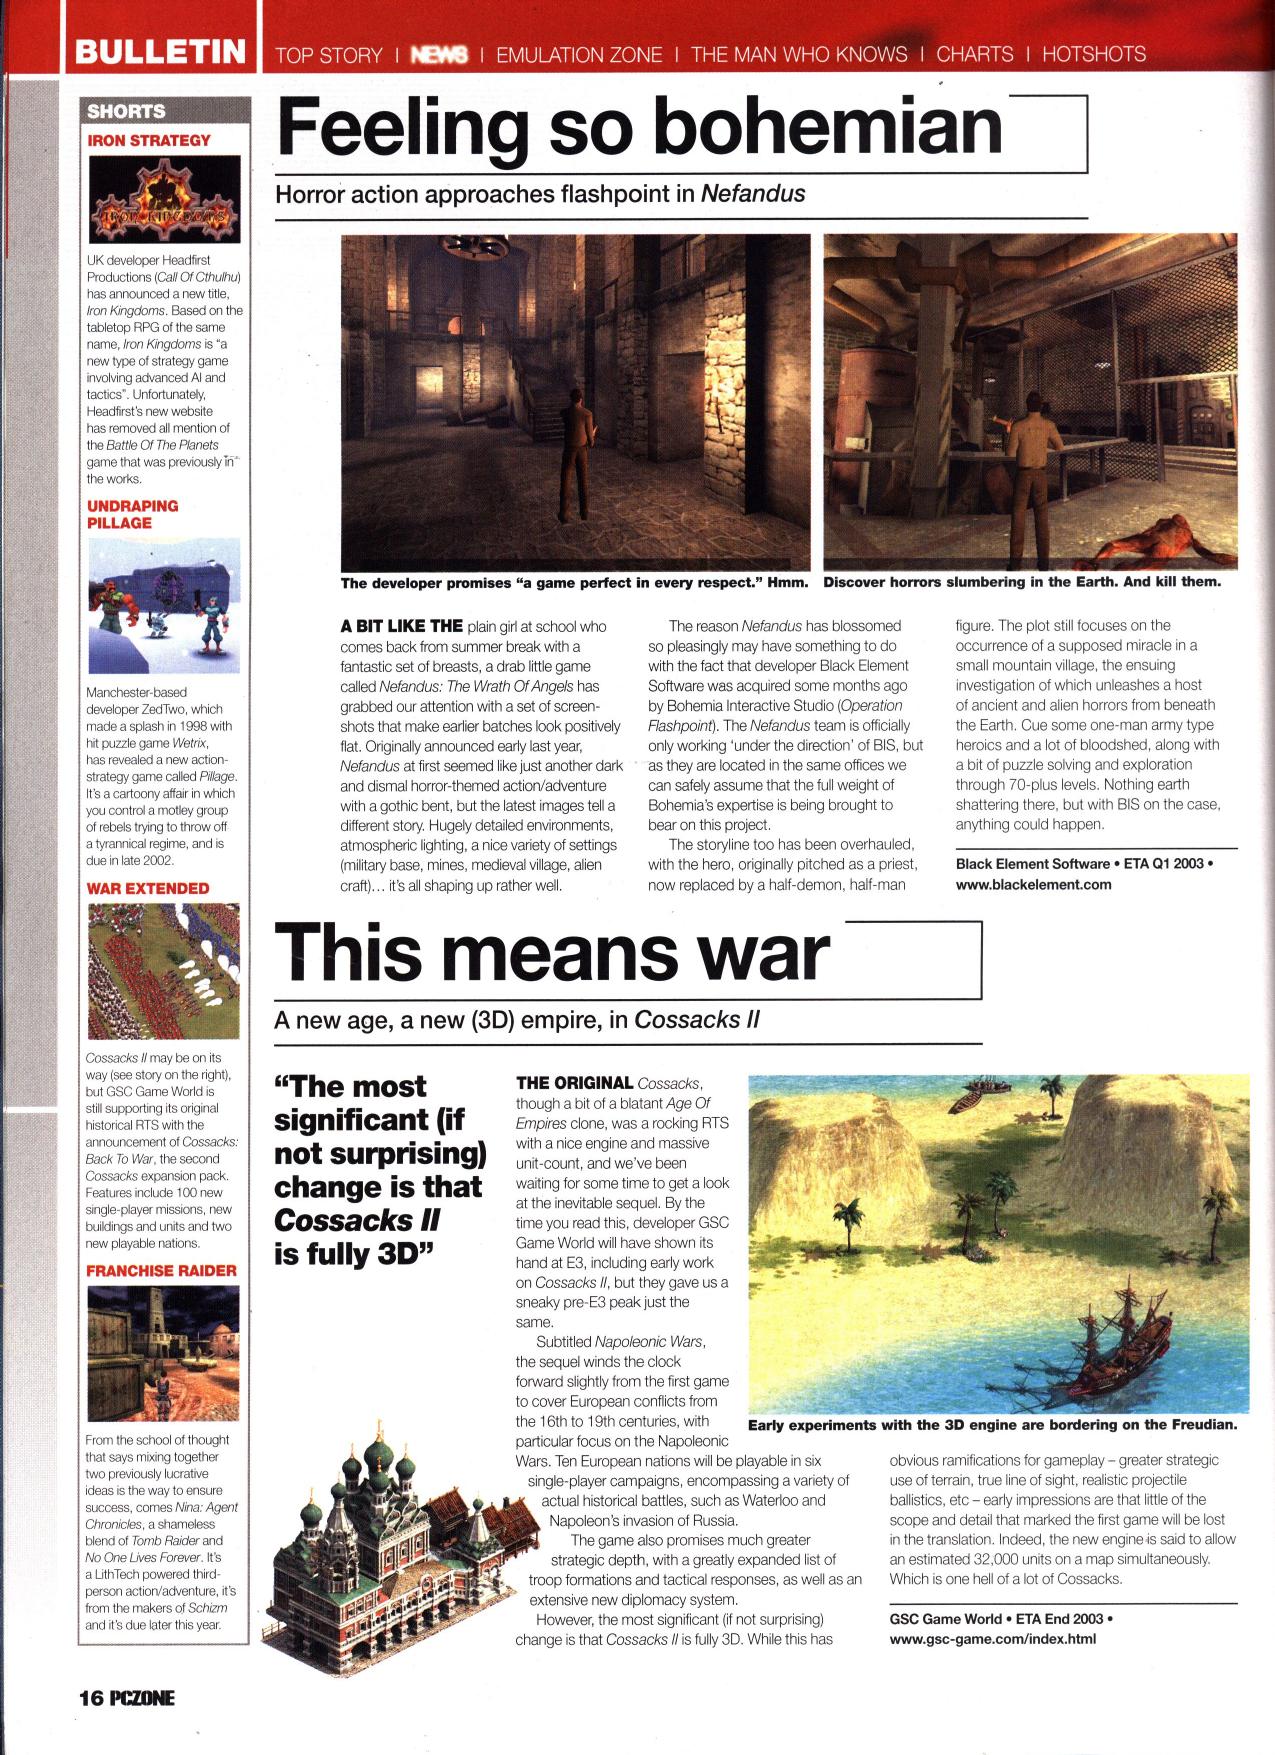 BULLETIN
TOP STORY | NEWS | EMULATION ZONE | THE MAN WHO KNOWS | CHARTS | HOTSHOTS
SHORTS
IRON STRATEGY
IRON KINGDOMS
UK developer Headfirst
Productions (Call Of Cthulhu)
has announced a new title,
Iron Kingdoms. Based on the
tabletop RPG of the same
name, Iron Kingdoms is “a
new type of strategy game
involving advanced AI and
tactics”. Unfortunately,
Headfirst's new website
has removed all mention of
the Battle Of The Planets
game that was previously in
the works.
UNDRAPING
PILLAGE
Manchester-based
developer ZedTwo, which
made a splash in 1998 with
hit puzzle game Wetrix,
has revealed a new action-
strategy game called Pillage.
It's a cartoony affair in which
you control a motley group
of rebels trying to throw off
a tyrannical regime, and is
due in late 2002.
WAR EXTENDED
Cossacks II may be on its
way (see story on the right),
but GSC Game World is
still supporting its original
historical RTS with the
announcement of Cossacks:
Back To War, the second
Cossacks expansion pack.
Features include 100 new
single-player missions, new
buildings and units and two
new playable nations.
FRANCHISE RAIDER
From the school of thought
that says mixing together
two previously lucrative
ideas is the way to ensure
success, comes Nina: Agent
Chronicles, a shameless
blend of Tomb Raider and
No One Lives Forever. It's
a LithTech powered third-
person action/adventure, it's
from the makers of Schizm
and it's due later this year.
Feeling so bohemian
Horror action approaches flashpoint in Nefandus
The developer promises “a game perfect in every respect.” Hmm.
Discover horrors slumbering in the Earth. And kill them.
A BIT LIKE THE plain girl at school who
comes back from summer break with a
fantastic set of breasts, a drab little game
called Nefandus: The Wrath Of Angels has
grabbed our attention with a set of screen-
shots that make earlier batches look positively
flat. Originally announced early last year,
Nefandus at first seemed like just another dark
and dismal horror-themed action/adventure
with a gothic bent, but the latest images tell a
different story. Hugely detailed environments,
atmospheric lighting, a nice variety of settings
(military base, mines, medieval village, alien
craft)... it's all shaping up rather well.
The reason Nefandus has blossomed
so pleasingly may have something to do
with the fact that developer Black Element
Software was acquired some months ago
by Bohemia Interactive Studio (Operation
Flashpoint). The Nefandus team is officially
only working ‘under the direction’ of BIS, but
as they are located in the same offices we
can safely assume that the full weight of
Bohemia's expertise is being brought to
bear on this project.
The storyline too has been overhauled,
with the hero, originally pitched as a priest,
now replaced by a half-demon, half-man
figure. The plot still focuses on the
occurrence of a supposed miracle in a
small mountain village, the ensuing
investigation of which unleashes a host
of ancient and alien horrors from beneath
the Earth. Cue some one-man army type
heroics and a lot of bloodshed, along with
a bit of puzzle solving and exploration
through 70-plus levels. Nothing earth
shattering there, but with BIS on the case,
anything could happen.
Black Element Software • ETA Q1 2003 •
www.blackelement.com
This means war
A new age, a new (3D) empire, in Cossacks II
“The most
significant (if
not surprising)
change is that
Cossacks II
is fully 3D”
THE ORIGINAL Cossacks,
though a bit of a blatant Age Of
Empires clone, was a rocking RTS
with a nice engine and massive
unit-count, and we've been
waiting for some time to get a look
at the inevitable sequel. By the
time you read this, developer GSC
Game World will have shown its
hand at E3, including early work
on Cossacks II, but they gave us a
sneaky pre-E3 peak just the
same.
Subtitled Napoleonic Wars,
the sequel winds the clock
forward slightly from the first game
to cover European conflicts from
the 16th to 19th centuries, with
particular focus on the Napoleonic
Wars. Ten European nations will be playable in six
single-player campaigns, encompassing a variety of
actual historical battles, such as Waterloo and
Napoleon's invasion of Russia.
The game also promises much greater
strategic depth, with a greatly expanded list of
troop formations and tactical responses, as well as an
extensive new diplomacy system.
However, the most significant (if not surprising)
change is that Cossacks II is fully 3D. While this has
Early experiments with the 3D engine are bordering on the Freudian.
obvious ramifications for gameplay – greater strategic
use of terrain, true line of sight, realistic projectile
ballistics, etc – early impressions are that little of the
scope and detail that marked the first game will be lost
in the translation. Indeed, the new engine is said to allow
an estimated 32,000 units on a map simultaneously.
Which is one hell of a lot of Cossacks.
GSC Game World • ETA End 2003 •
www.gsc-game.com/index.html
16 PCZONE